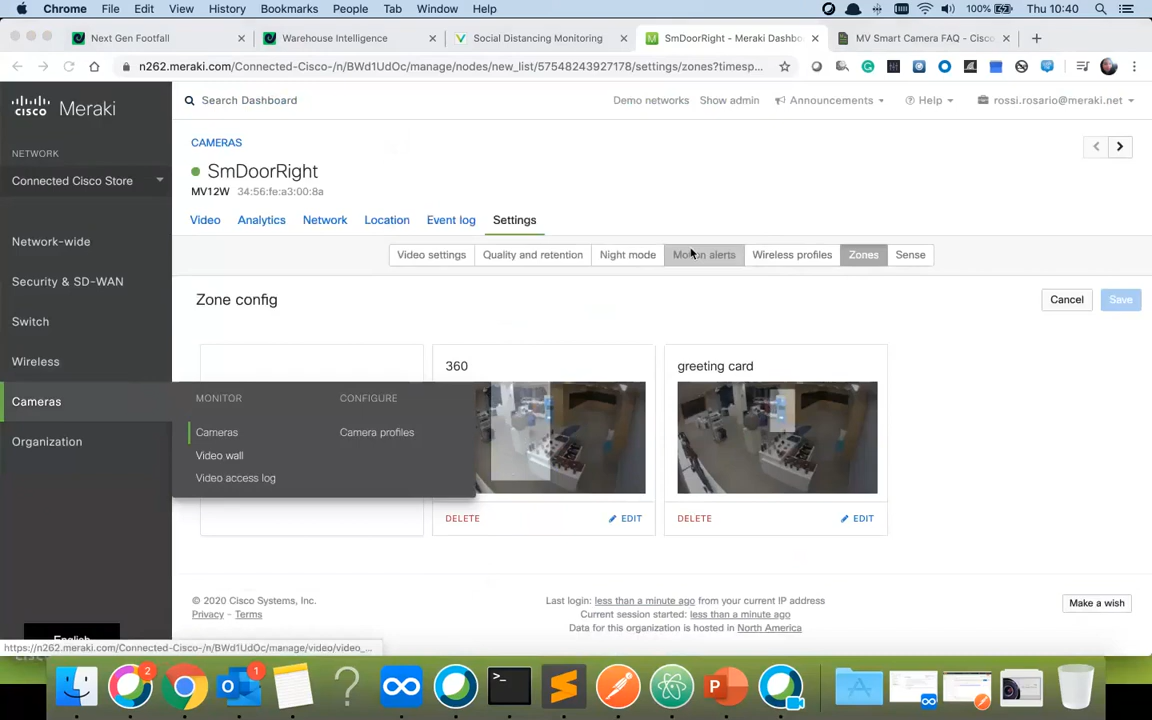 Chrome File Edit View History Bookmarks People Tab Window Help 100% Thu 10:40
Next Gen Footfall Warehouse Intelligence Social Distancing Monitoring SmDoorRight - Meraki Dashbo MV Smart Camera FAQ - Cisco
n262.meraki.com/Connected-Cisco-/n/BWd1UdOc/manage/nodes/new_list/57548243927178/settings/zones?timesp...
cisco Meraki
Search Dashboard
Demo networks Show admin Announcements Help rossi.rosario@meraki.net
NETWORK
Connected Cisco Store
Network-wide
Security & SD-WAN
Switch
Wireless
Cameras
Organization
CAMERAS
SmDoorRight
MV12W 34:56:fe:a3:00:8a
Video Analytics Network Location Event log Settings
Video settings Quality and retention Night mode Motion alerts Wireless profiles Zones Sense
Zone config
Cancel Save
360
DELETE EDIT
greeting card
DELETE EDIT
MONITOR
Cameras
Video wall
Video access log
CONFIGURE
Camera profiles
© 2020 Cisco Systems, Inc.
Privacy - Terms
Last login: less than a minute ago from your current IP address
Current session started: less than a minute ago
Data for this organization is hosted in North America
Make a wish
English
https://n262.meraki.com/Connected-Cisco-/n/BWd1UdOc/manage/video/video_...
2
1